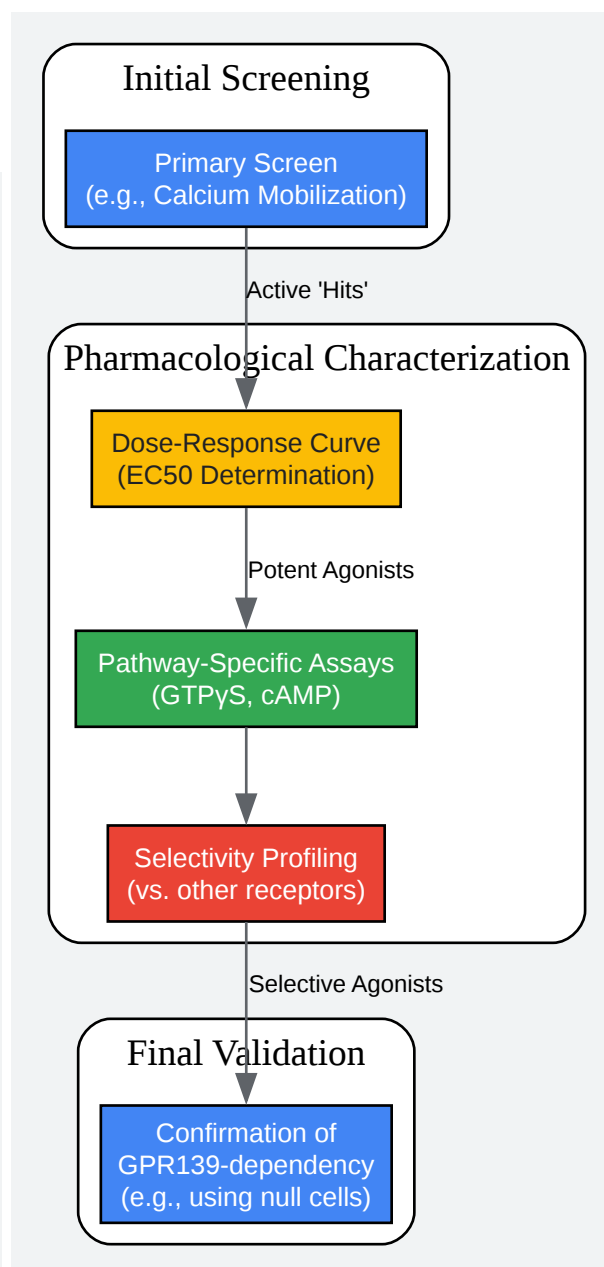 Initial Screening
Primary Screen
(e.g., Calcium Mobilization)
Active 'Hits'
Pharmacological Characterization
Dose-Response Curve
(EC50 Determination)
Potent Agonists
Pathway-Specific Assays
(GTPγS, cAMP)
Selectivity Profiling
(vs. other receptors)
Selective Agonists
Final Validation
Confirmation of
GPR139-dependency
(e.g., using null cells)